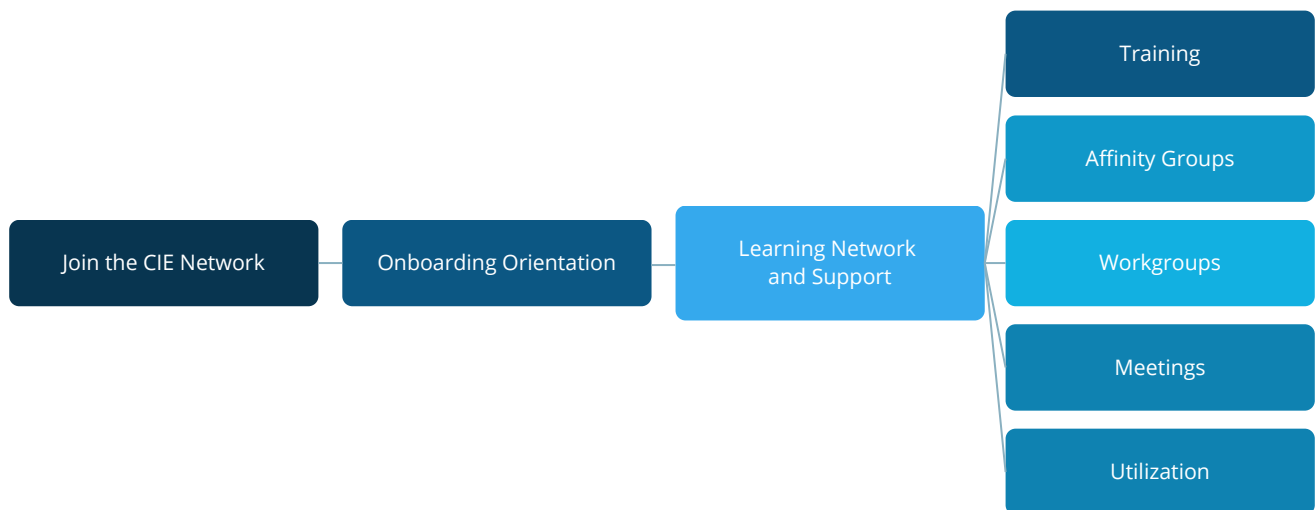 Join the CIE Network
Onboarding Orientation
Learning Network
and Support
Training
Affinity Groups
Workgroups
Meetings
Utilization